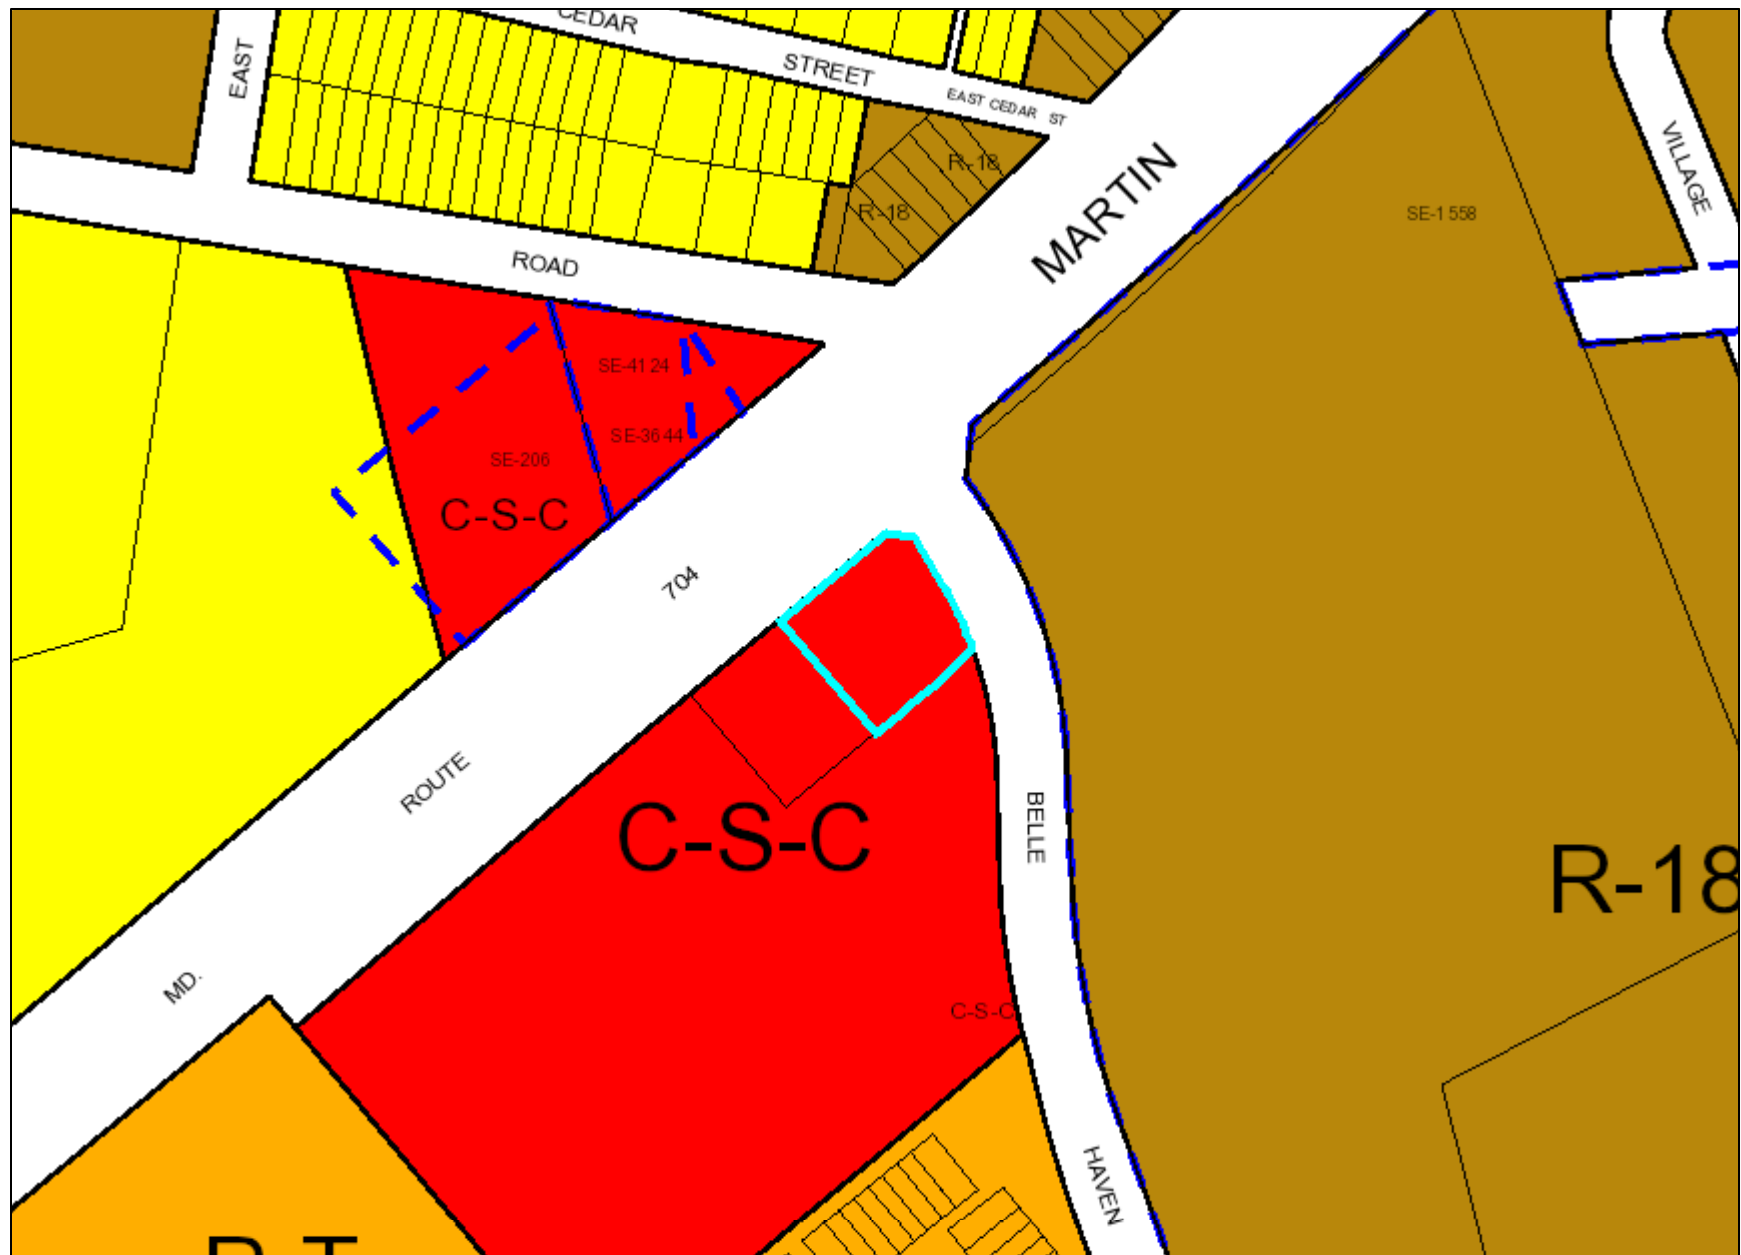 CEDAR
STREET
EAST
EAST CEDAR ST
MARTIN
VILLAGE
R-18
R-18
SE-1558
ROAD
SE-4124
SE-3644
SE-206
C-S-C
704
ROUTE
BELLE
C-S-C
R-18
MD.
C-S-C
HAVEN